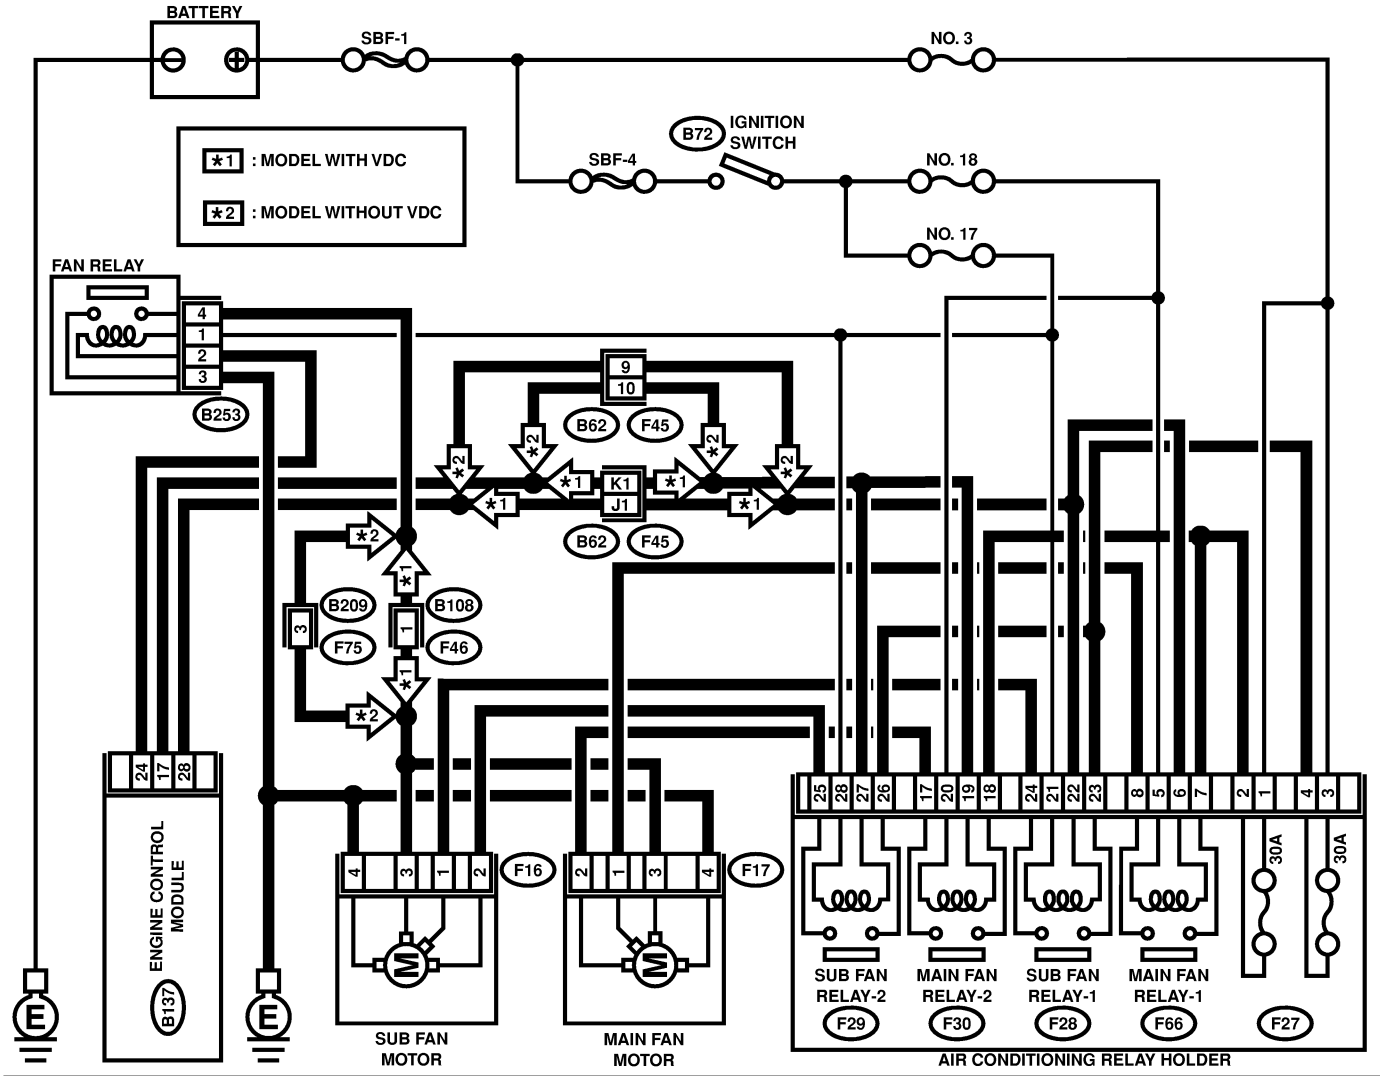 BATTERY
SBF-1
NO. 3
B72
IGNITION
SWITCH
SBF-4
NO. 18
*1 : MODEL WITH VDC
*2 : MODEL WITHOUT VDC
NO. 17
FAN RELAY
4
1
2
3
B253
9
10
B62
F45
*2
*2
*2
*2
*1
K1
*1
*1
J1
*1
B62
F45
*2
*1
B209
B108
3
1
F75
F46
*1
*2
24
17
28
25
28
27
26
17
20
19
18
24
21
22
23
8
5
6
7
2
1
4
3
4
3
1
2
F16
2
1
3
4
F17
30A
30A
ENGINE CONTROL
MODULE
B137
M
M
E
E
SUB FAN
RELAY-2
MAIN FAN
RELAY-2
SUB FAN
RELAY-1
MAIN FAN
RELAY-1
F29
F30
F28
F66
F27
SUB FAN
MOTOR
MAIN FAN
MOTOR
AIR CONDITIONING RELAY HOLDER